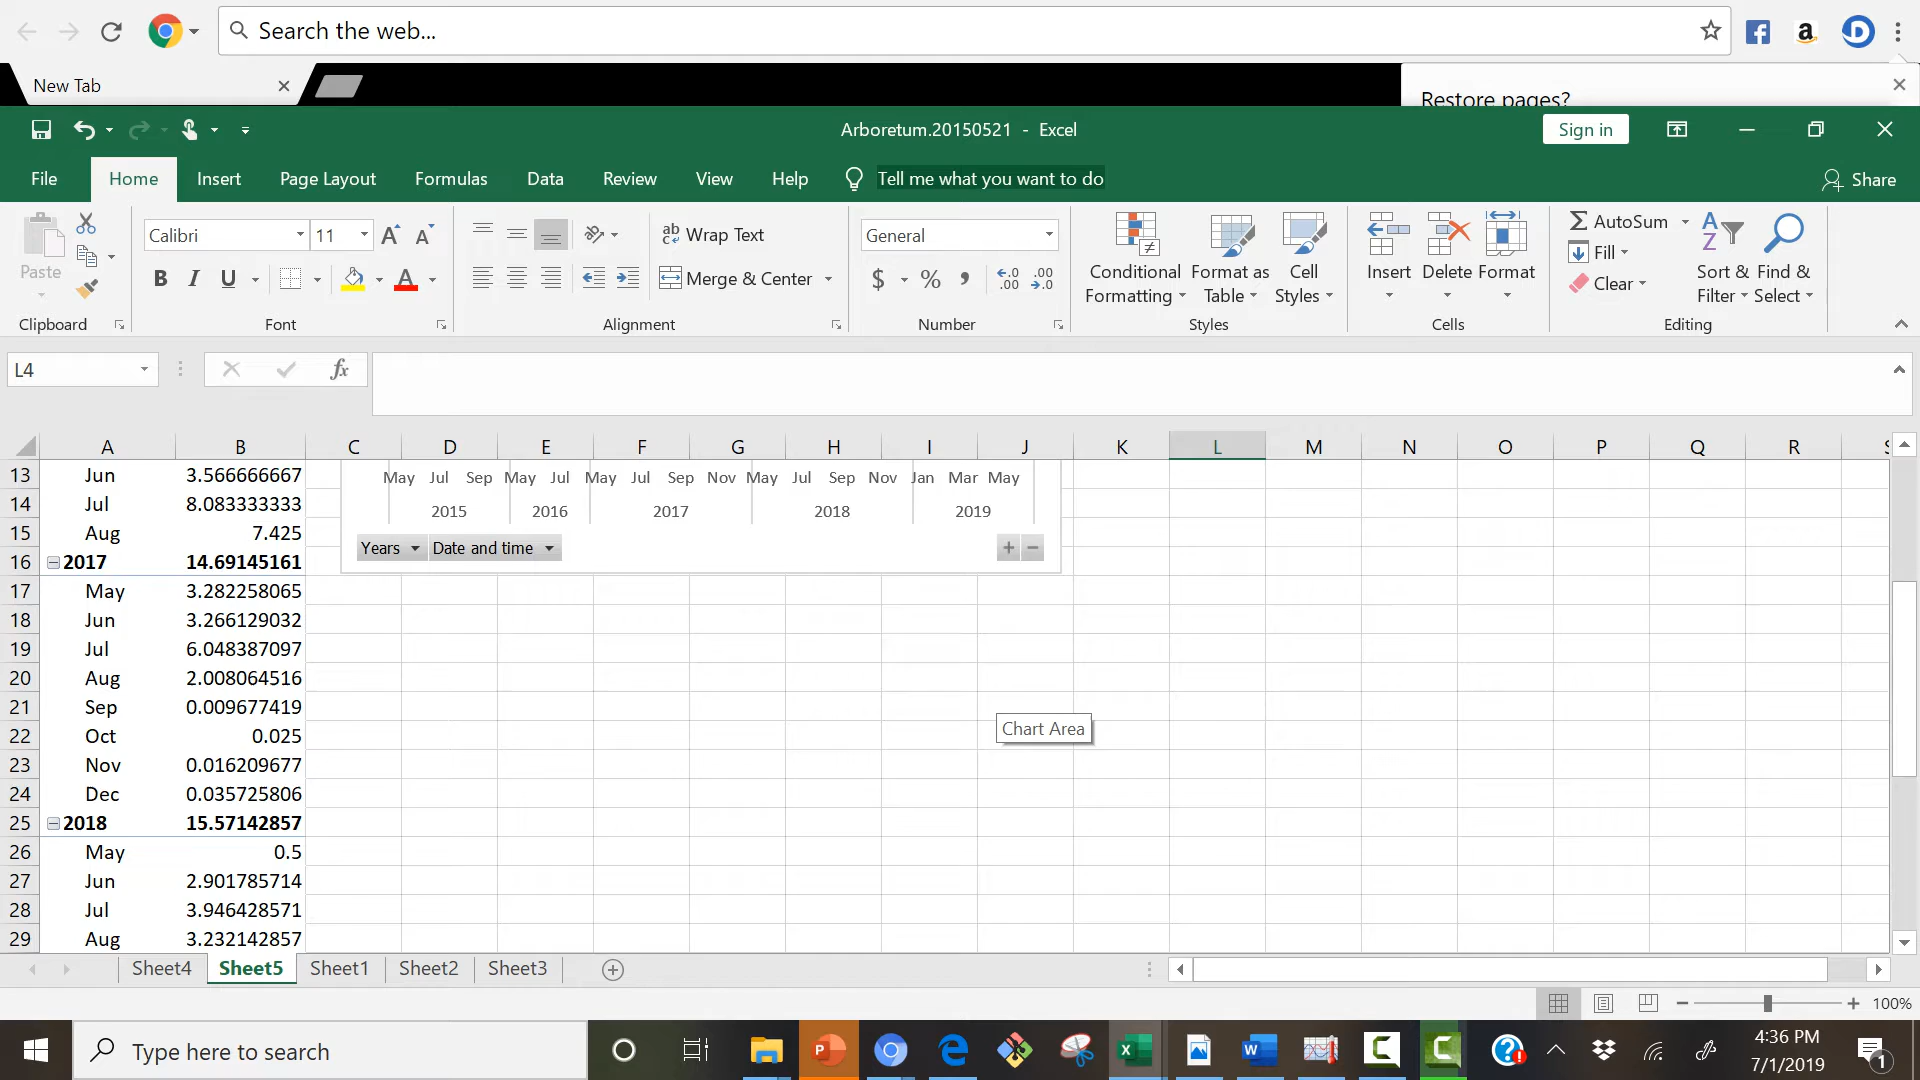 Search the web...
New Tab
Restore pages?
Arboretum.20150521 - Excel
Sign in
File Home Insert Page Layout Formulas Data Review View Help Tell me what you want to do Share
Paste
Clipboard
Calibri 11
B I U
Font
Wrap Text
Merge & Center
Alignment
General
$ % ,
Number
Conditional Formatting
Format as Table
Cell Styles
Styles
Insert Delete Format
Cells
AutoSum
Fill
Clear
Sort & Filter
Find & Select
Editing
L4
fx
A B C D E F G H I J K L M N O P Q R S
13 Jun 3.566666667
14 Jul 8.083333333
15 Aug 7.425
16 2017 14.69145161
17 May 3.282258065
18 Jun 3.266129032
19 Jul 6.048387097
20 Aug 2.008064516
21 Sep 0.009677419
22 Oct 0.025
23 Nov 0.016209677
24 Dec 0.035725806
25 2018 15.57142857
26 May 0.5
27 Jun 2.901785714
28 Jul 3.946428571
29 Aug 3.232142857
May Jul Sep May Jul May Jul Sep Nov May Jul Sep Nov Jan Mar May
2015 2016 2017 2018 2019
Years Date and time
+ −
Chart Area
Sheet4 Sheet5 Sheet1 Sheet2 Sheet3
100%
Type here to search
4:36 PM
7/1/2019
1